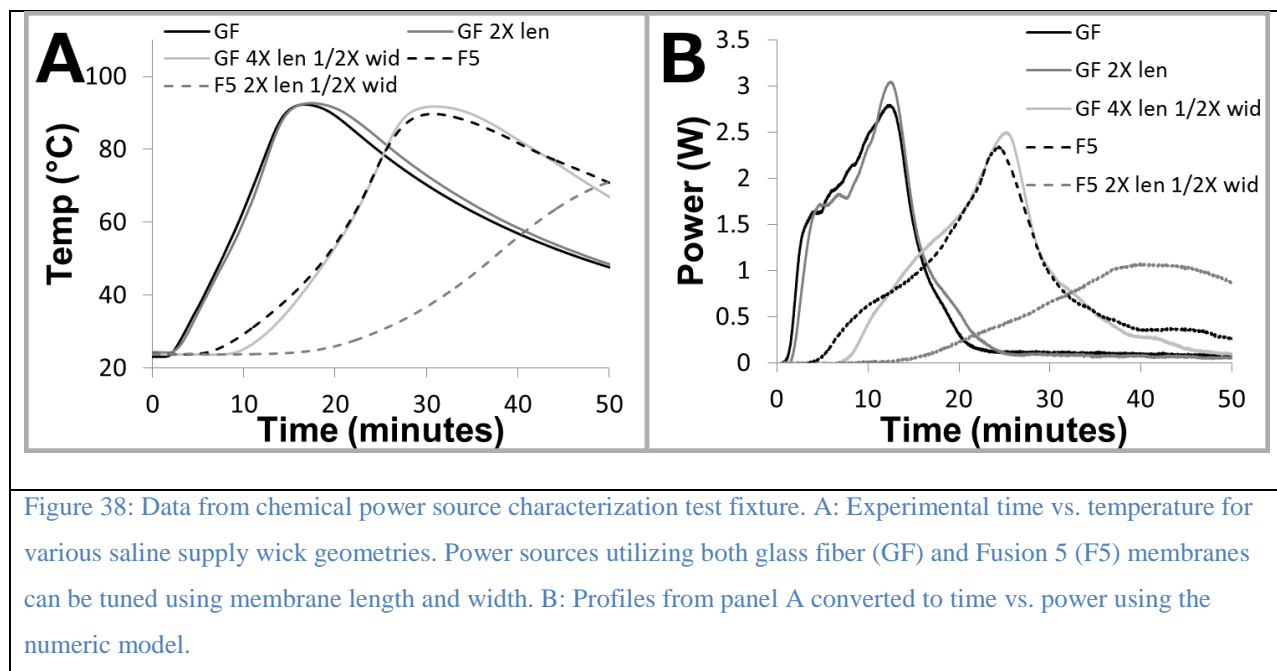 A
GF
GF 2X len
GF 4X len 1/2X wid
F5
F5 2X len 1/2X wid
100
80
60
40
20
Temp (°C)
0
10
20
30
40
50
Time (minutes)
B
GF
GF 2X len
GF 4X len 1/2X wid
F5
F5 2X len 1/2X wid
3.5
3
2.5
2
1.5
1
0.5
0
Power (W)
0
10
20
30
40
50
Time (minutes)
Figure 38: Data from chemical power source characterization test fixture. A: Experimental time vs. temperature for
various saline supply wick geometries. Power sources utilizing both glass fiber (GF) and Fusion 5 (F5) membranes
can be tuned using membrane length and width. B: Profiles from panel A converted to time vs. power using the
numeric model.